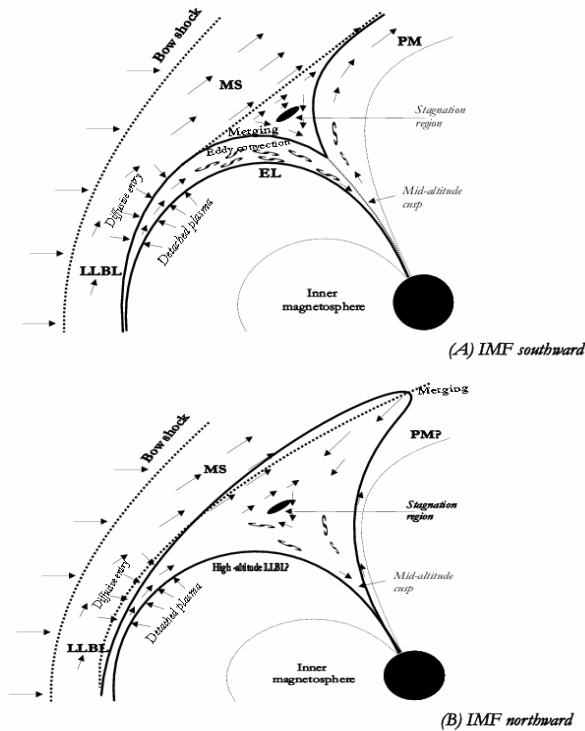 Bow shock
PM
MS
Stagnation
region
Merging
Eddy convection
EL
Mid-altitude
cusp
Diffusive entry
Detached plasma
LLBL
Inner
magnetosphere
(A) IMF southward
Merging
Bow shock
PM?
MS
Stagnation
region
High-altitude LLBL?
Mid-altitude
cusp
Diffusive entry
Detached plasma
LLBL
Inner
magnetosphere
(B) IMF northward